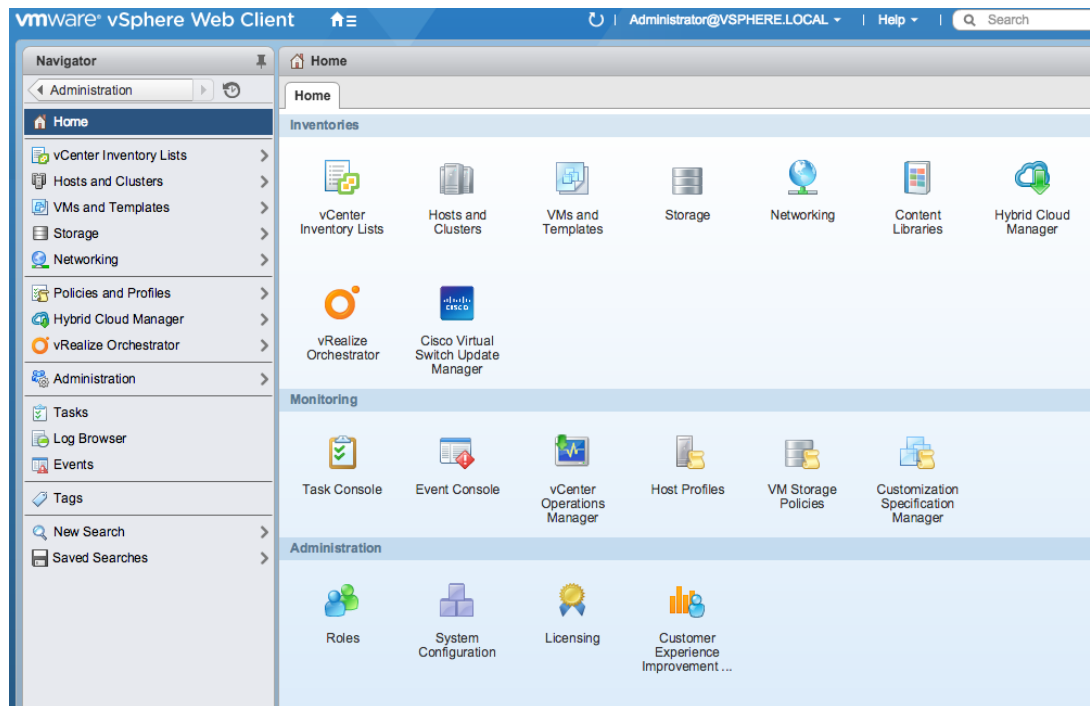 vmware® vSphere Web Client
Administrator@VSPHERE.LOCAL
Help
Search
Navigator
Administration
Home
vCenter Inventory Lists
Hosts and Clusters
VMs and Templates
Storage
Networking
Policies and Profiles
Hybrid Cloud Manager
vRealize Orchestrator
Administration
Tasks
Log Browser
Events
Tags
New Search
Saved Searches
Home
Home
Inventories
vCenter
Inventory Lists
Hosts and
Clusters
VMs and
Templates
Storage
Networking
Content
Libraries
Hybrid Cloud
Manager
vRealize
Orchestrator
CISCO
Cisco Virtual
Switch Update
Manager
Monitoring
Task Console
Event Console
vCenter
Operations
Manager
Host Profiles
VM Storage
Policies
Customization
Specification
Manager
Administration
Roles
System
Configuration
Licensing
Customer
Experience
Improvement ...